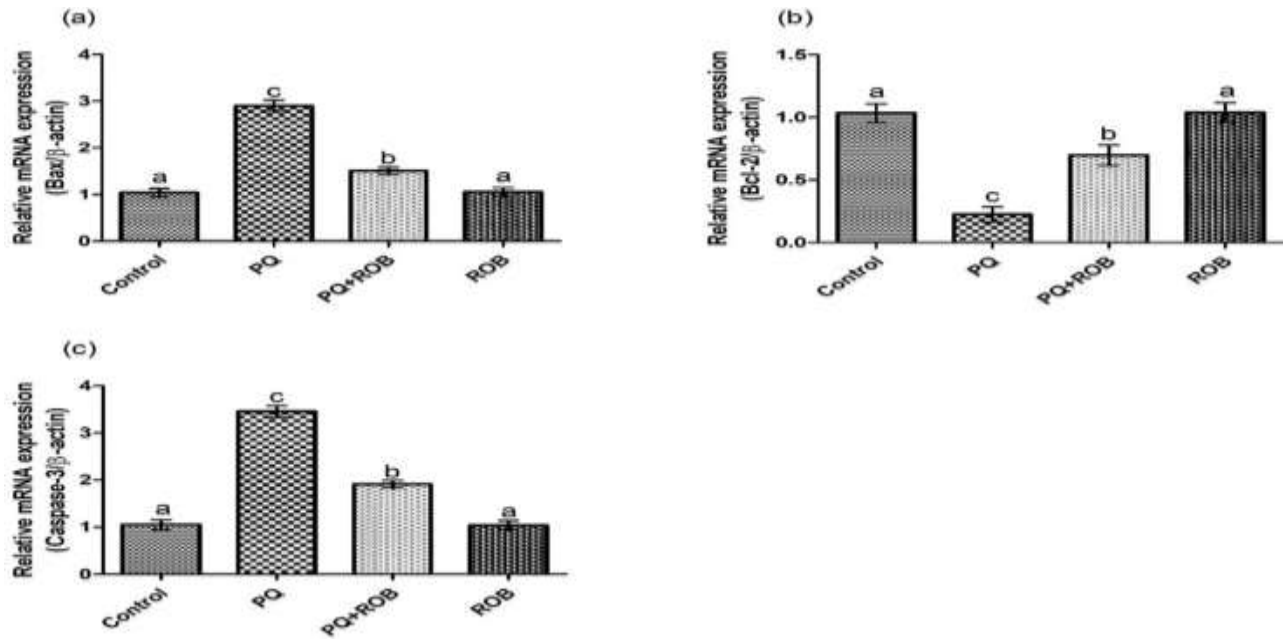 (a)
Relative mRNA expression
(Bax/β-actin)
4
3
2
1
0
a
c
b
a
Control
PQ
PQ+ROB
ROB
(b)
Relative mRNA expression
(Bcl-2/β-actin)
1.5
1.0
0.5
0.0
a
c
b
a
Control
PQ
PQ+ROB
ROB
(c)
Relative mRNA expression
(Caspase-3/β-actin)
4
3
2
1
0
a
c
b
a
Control
PQ
PQ+ROB
ROB